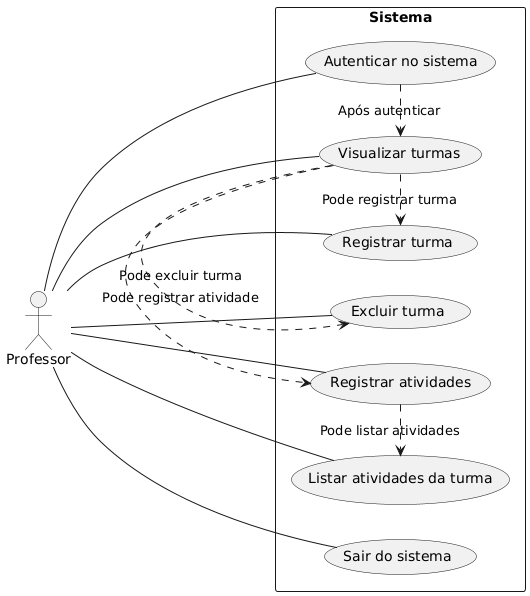 Sistema
Autenticar no sistema
Após autenticar
Visualizar turmas
Pode registrar turma
Registrar turma
Pode excluir turma
Pode registrar atividade
Excluir turma
Professor
Registrar atividades
Pode listar atividades
Listar atividades da turma
Sair do sistema